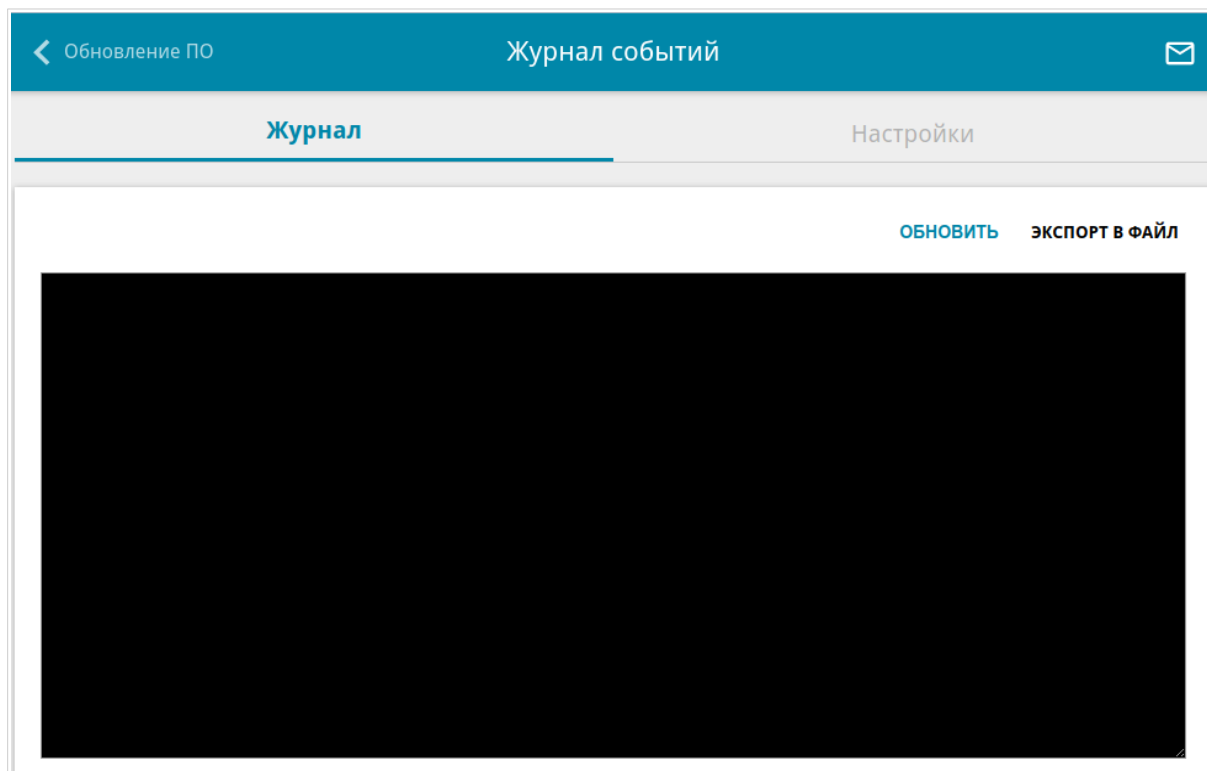 Обновление ПО
Журнал событий
Журнал
Настройки
ОБНОВИТЬ
ЭКСПОРТ В ФАЙЛ